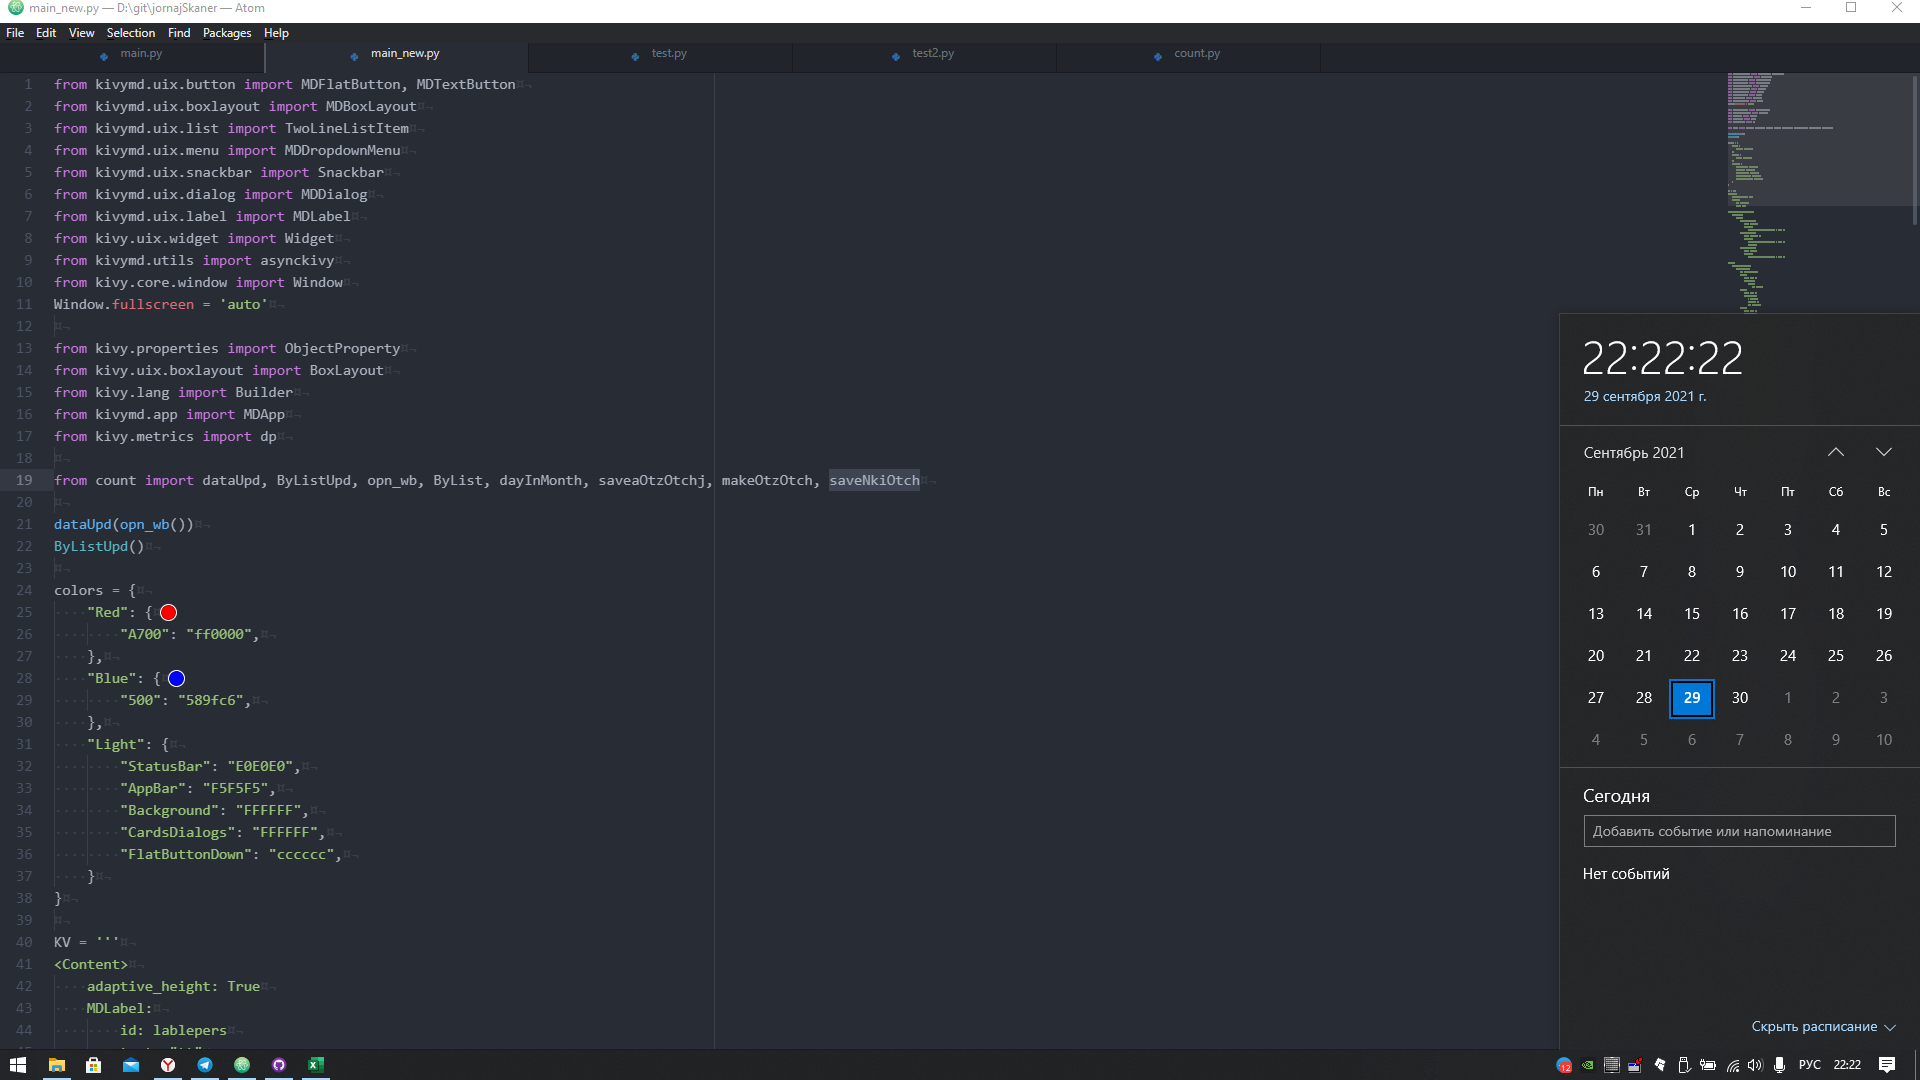 main_new.py — D:\git\jornajSkaner — Atom
File Edit View Selection Find Packages Help
main.py main_new.py test.py test2.py count.py
1 from kivymd.uix.button import MDFlatButton, MDTextButton
2 from kivymd.uix.boxlayout import MDBoxLayout
3 from kivymd.uix.list import TwoLineListItem
4 from kivymd.uix.menu import MDDropdownMenu
5 from kivymd.uix.snackbar import Snackbar
6 from kivymd.uix.dialog import MDDialog
7 from kivymd.uix.label import MDLabel
8 from kivy.uix.widget import Widget
9 from kivymd.utils import asynckivy
10 from kivy.core.window import Window
11 Window.fullscreen = 'auto'
12
13 from kivy.properties import ObjectProperty
14 from kivy.uix.boxlayout import BoxLayout
15 from kivy.lang import Builder
16 from kivymd.app import MDApp
17 from kivy.metrics import dp
18
19 from count import dataUpd, ByListUpd, opn_wb, ByList, dayInMonth, saveaOtzOtchj, makeOtzOtch, saveNkiOtch
20
21 dataUpd(opn_wb())
22 ByListUpd()
23
24 colors = {
25 "Red": {
26 "A700": "ff0000",
27 },
28 "Blue": {
29 "500": "589fc6",
30 },
31 "Light": {
32 "StatusBar": "E0E0E0",
33 "AppBar": "F5F5F5",
34 "Background": "FFFFFF",
35 "CardsDialogs": "FFFFFF",
36 "FlatButtonDown": "cccccc",
37 }
38 }
39
40 KV = '''
41 <Content>
42 adaptive_height: True
43 MDLabel:
44 id: lablepers
22:22:22
29 сентября 2021 г.
Сентябрь 2021
Пн Вт Ср Чт Пт Сб Вс
30 31 1 2 3 4 5
6 7 8 9 10 11 12
13 14 15 16 17 18 19
20 21 22 23 24 25 26
27 28 29 30 1 2 3
4 5 6 7 8 9 10
Сегодня
Добавить событие или напоминание
Нет событий
Скрыть расписание
12 РУС 22:22